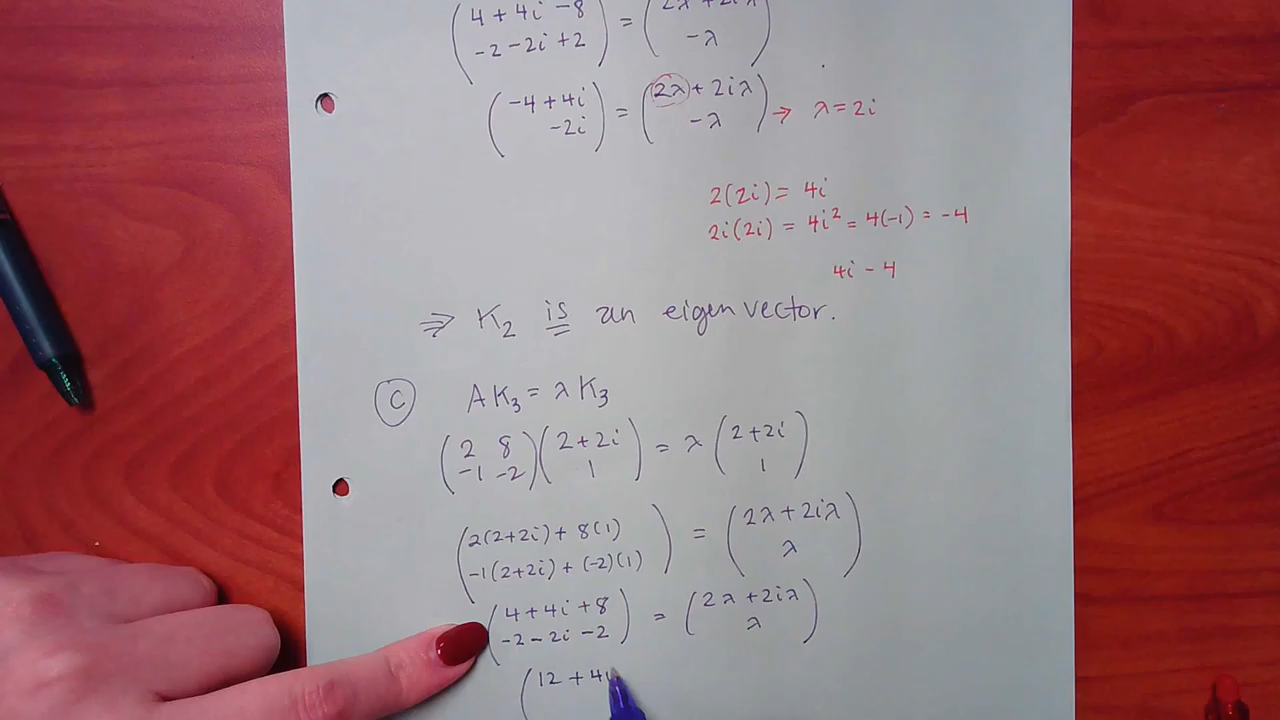 ( 4 + 4i - 8 ) = ( 2λ + 2iλ )
( -2 - 2i + 2 ) ( -λ )
( -4 + 4i ) = ( 2λ + 2iλ ) → λ = 2i
( -2i ) ( -λ )
2(2i) = 4i
2i(2i) = 4i² = 4(-1) = -4
4i - 4
⇒ K₂ is an eigenvector.
C AK₃ = λ K₃
( 2 8 ) ( 2 + 2i ) = λ ( 2 + 2i )
( -1 -2 ) ( 1 ) ( 1 )
( 2(2+2i) + 8(1) ) = ( 2λ + 2iλ )
( -1(2+2i) + (-2)(1) ) ( λ )
( 4 + 4i + 8 ) = ( 2λ + 2iλ )
( -2 - 2i - 2 ) ( λ )
( 12 + 4i